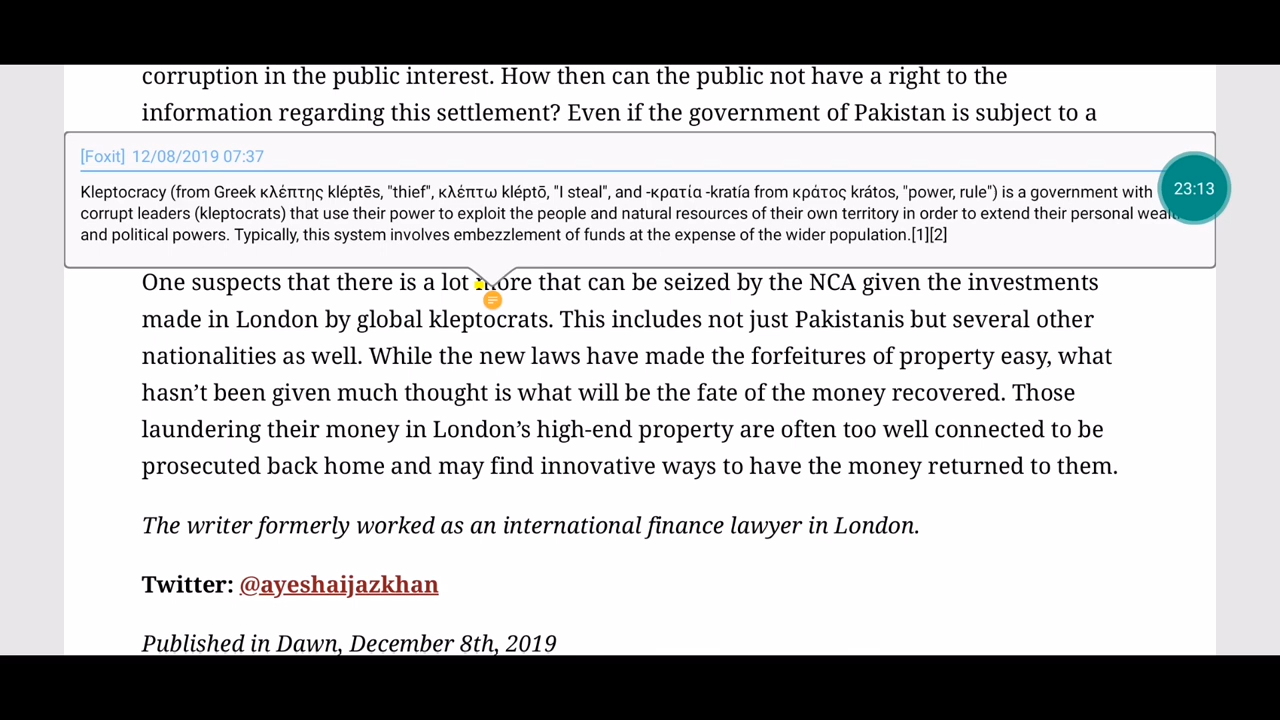 corruption in the public interest. How then can the public not have a right to the
information regarding this settlement? Even if the government of Pakistan is subject to a
[Foxit] 12/08/2019 07:37
Kleptocracy (from Greek κλέπτης kléptēs, "thief", κλέπτω kléptō, "I steal", and -κρατία -kratía from κράτος krátos, "power, rule") is a government with
23:13
corrupt leaders (kleptocrats) that use their power to exploit the people and natural resources of their own territory in order to extend their personal wealth
and political powers. Typically, this system involves embezzlement of funds at the expense of the wider population.[1][2]
One suspects that there is a lot more that can be seized by the NCA given the investments
made in London by global kleptocrats. This includes not just Pakistanis but several other
nationalities as well. While the new laws have made the forfeitures of property easy, what
hasn’t been given much thought is what will be the fate of the money recovered. Those
laundering their money in London’s high-end property are often too well connected to be
prosecuted back home and may find innovative ways to have the money returned to them.
The writer formerly worked as an international finance lawyer in London.
Twitter: @ayeshaijazkhan
Published in Dawn, December 8th, 2019